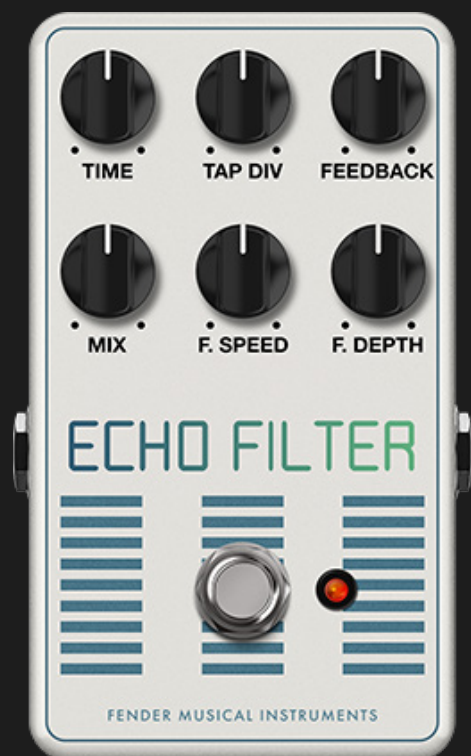 TIME TAP DIV FEEDBACK
MIX F. SPEED F. DEPTH
ECHO FILTER
FENDER MUSICAL INSTRUMENTS